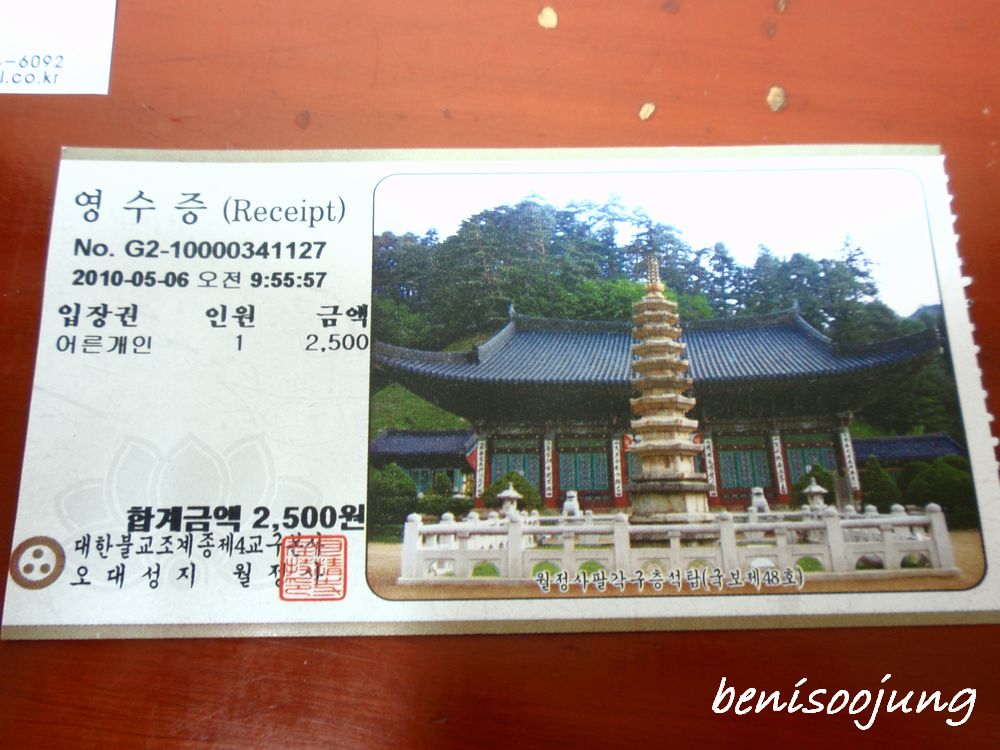 -6092
l.co.kr
영 수 증 (Receipt)
No. G2-10000341127
2010-05-06 오전 9:55:57
입장권 인원 금액
어른개인 1 2,500
합계금액 2,500원
대한불교조계종제4교구본사
오 대 성 지 월 정 사
월정사팔각구층석탑(국보제48호)
benisoojung